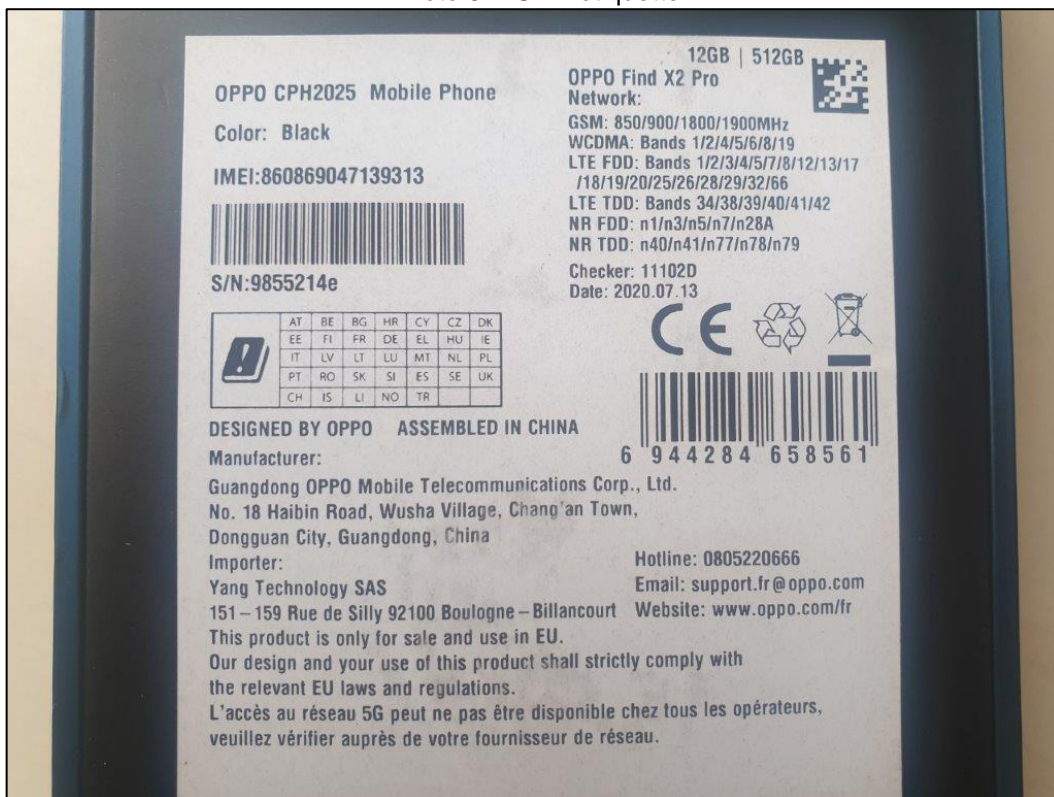 12GB | 512GB
OPPO CPH2025 Mobile Phone
Color: Black
IMEI:860869047139313
S/N:9855214e
OPPO Find X2 Pro
Network:
GSM: 850/900/1800/1900MHz
WCDMA: Bands 1/2/4/5/6/8/19
LTE FDD: Bands 1/2/3/4/5/7/8/12/13/17
/18/19/20/25/26/28/29/32/66
LTE TDD: Bands 34/38/39/40/41/42
NR FDD: n1/n3/n5/n7/n28A
NR TDD: n40/n41/n77/n78/n79
Checker: 11102D
Date: 2020.07.13
CE
AT BE BG HR CY CZ DK
EE FI FR DE EL HU IE
IT LV LT LU MT NL PL
PT RO SK SI ES SE UK
CH IS LI NO TR
6 944284 658561
DESIGNED BY OPPO ASSEMBLED IN CHINA
Manufacturer:
Guangdong OPPO Mobile Telecommunications Corp., Ltd.
No. 18 Haibin Road, Wusha Village, Chang'an Town,
Dongguan City, Guangdong, China
Importer:
Yang Technology SAS
151–159 Rue de Silly 92100 Boulogne–Billancourt
Hotline: 0805220666
Email: support.fr@oppo.com
Website: www.oppo.com/fr
This product is only for sale and use in EU.
Our design and your use of this product shall strictly comply with
the relevant EU laws and regulations.
L'accès au réseau 5G peut ne pas être disponible chez tous les opérateurs,
veuillez vérifier auprès de votre fournisseur de réseau.